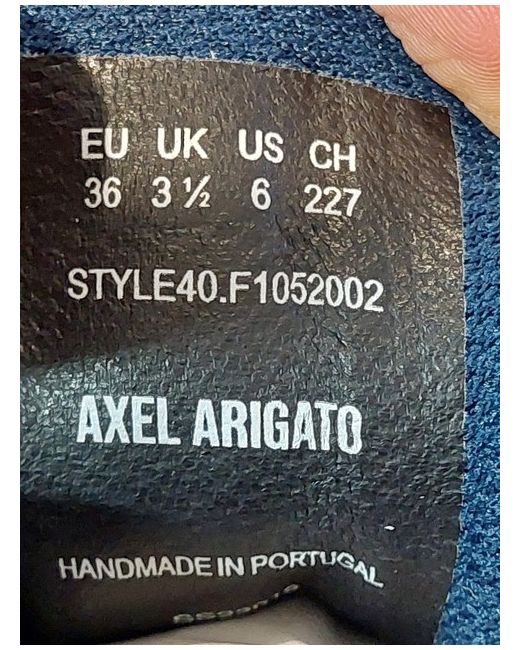 EU UK US CH
36 3 ½ 6 227
STYLE40.F1052002
AXEL ARIGATO
HANDMADE IN PORTUGAL